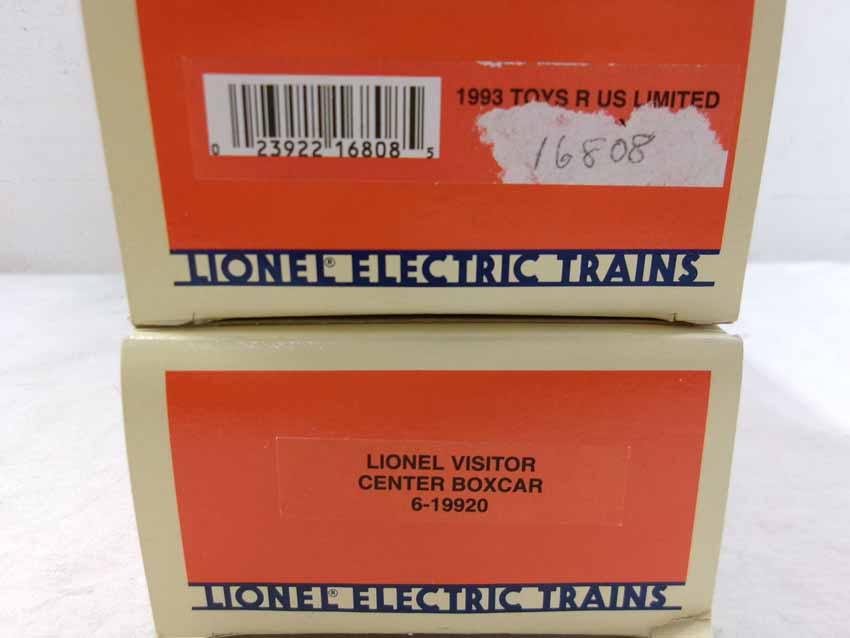 1993 TOYS R US LIMITED
16808
0 23922 16808 5
LIONEL® ELECTRIC TRAINS
LIONEL VISITOR
CENTER BOXCAR
6-19920
LIONEL® ELECTRIC TRAINS